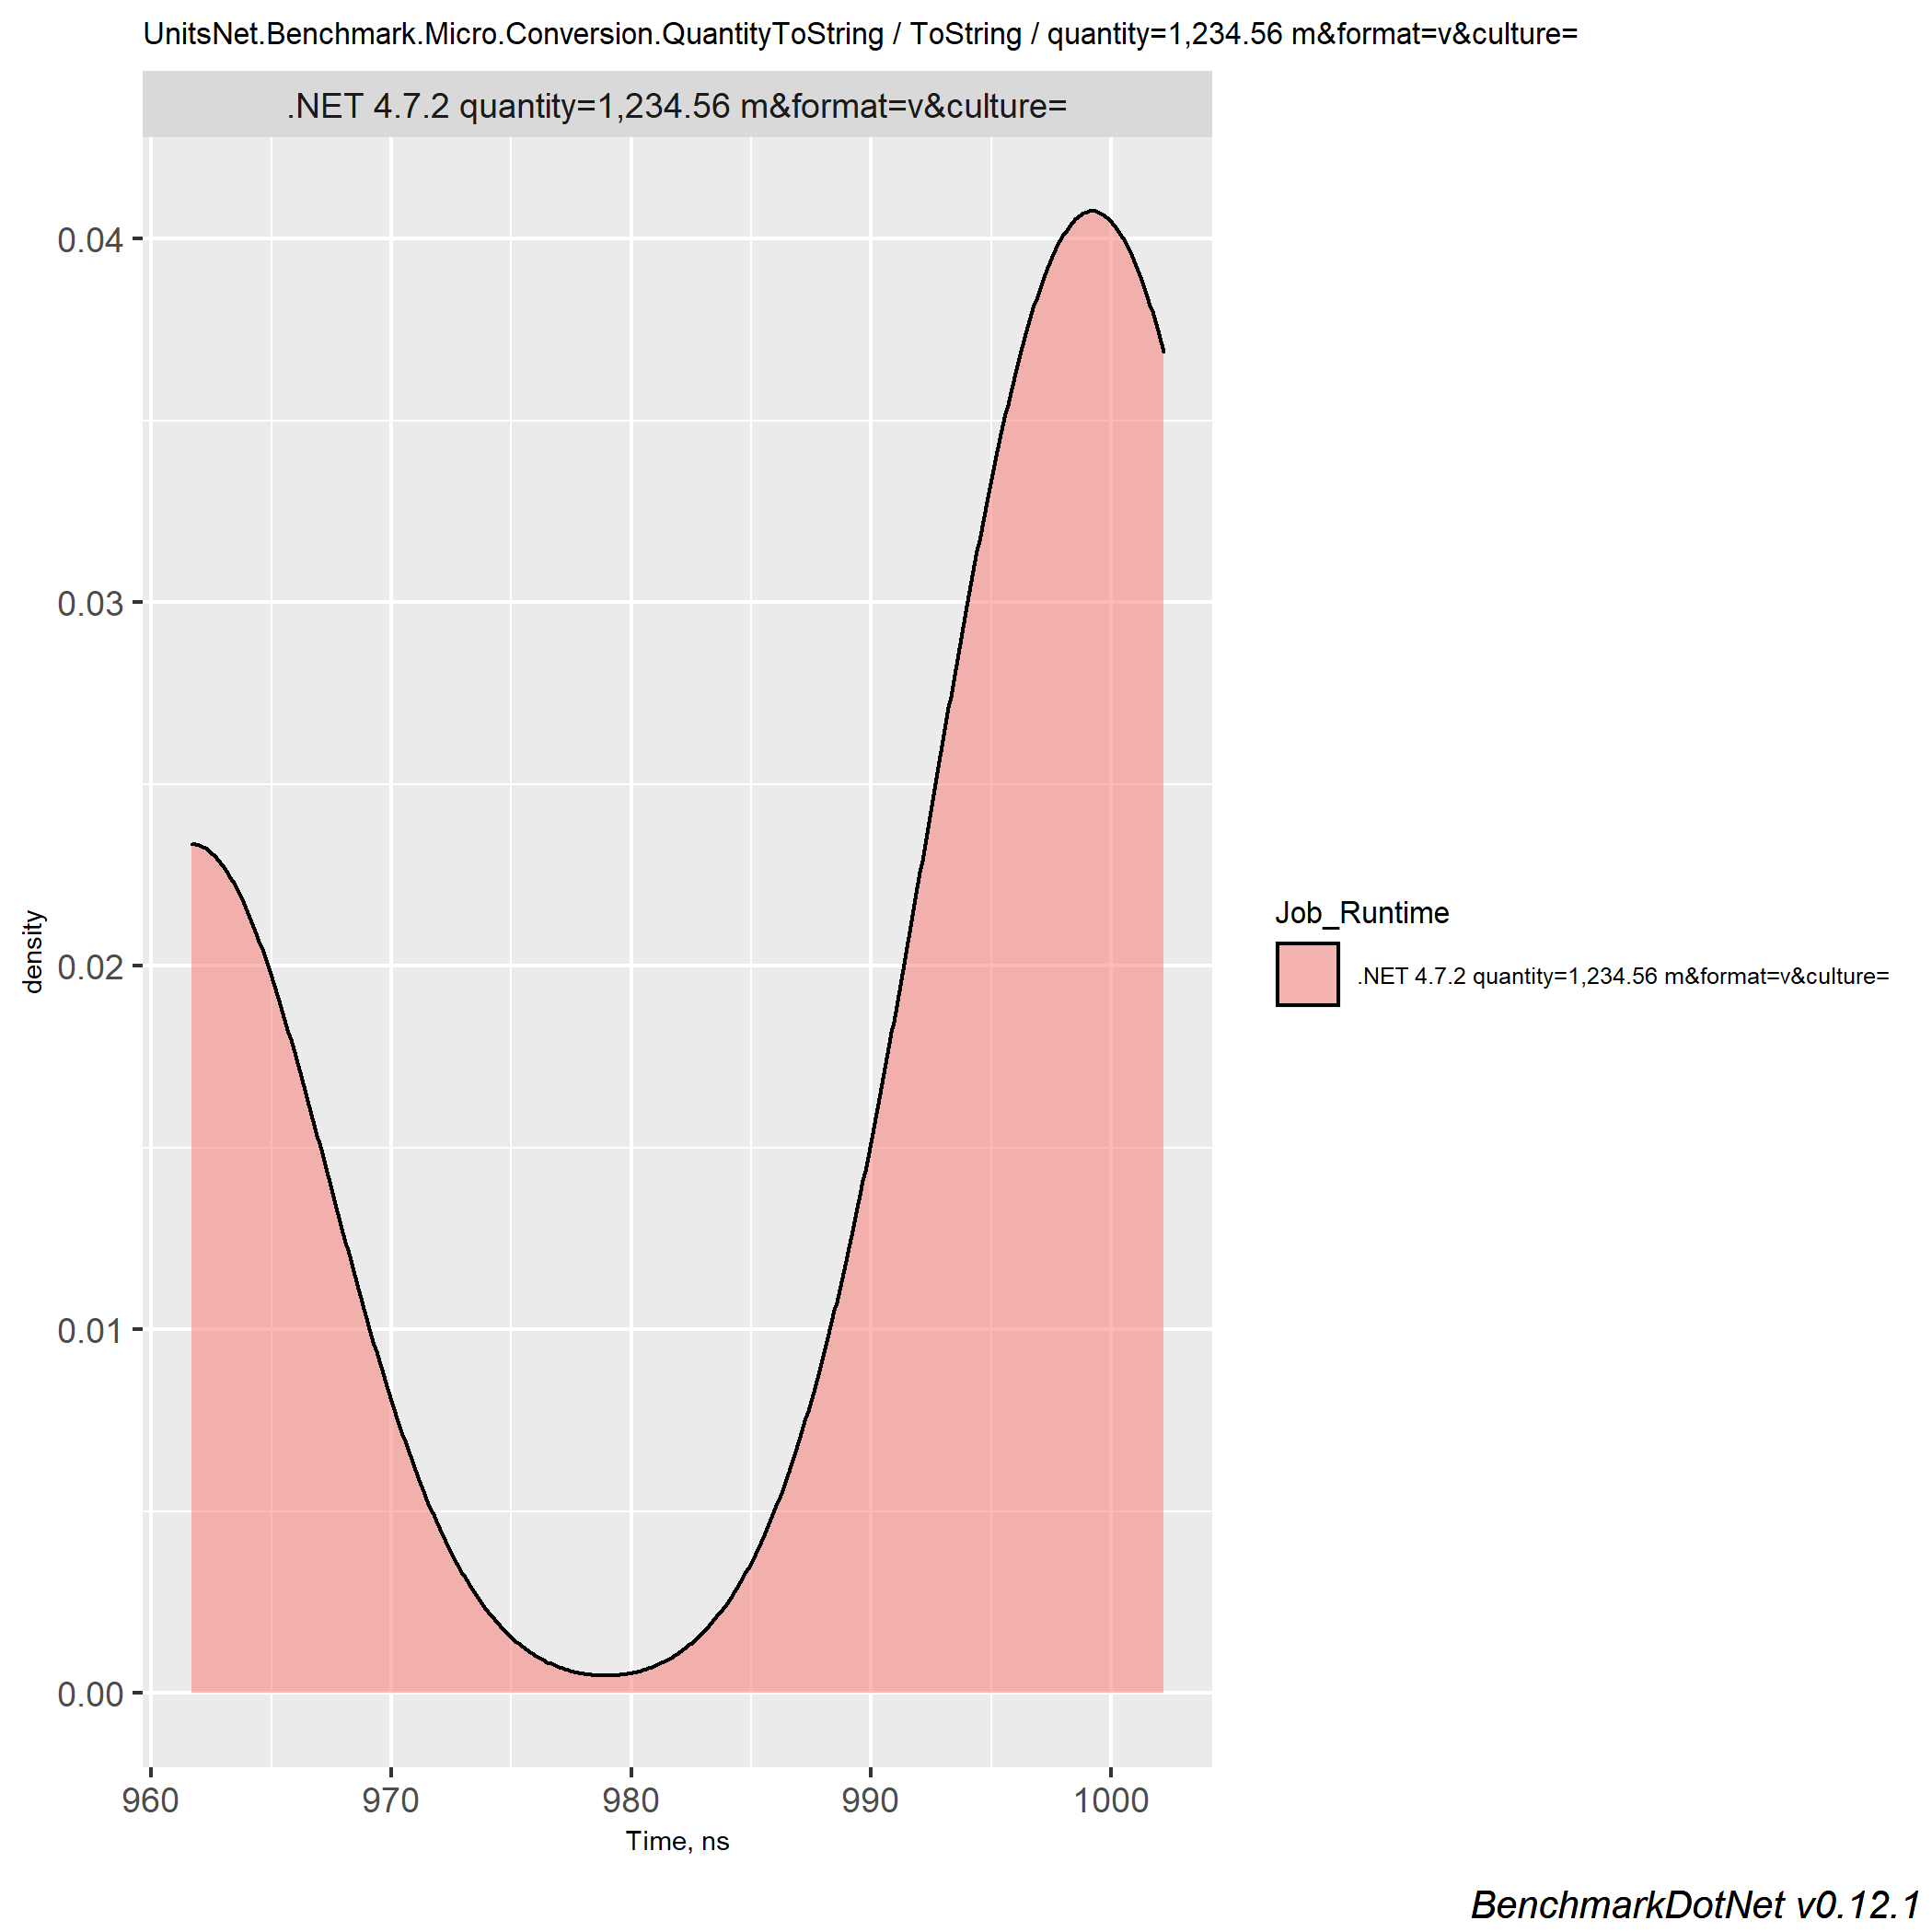 UnitsNet.Benchmark.Micro.Conversion.QuantityToString / ToString / quantity=1,234.56 m&format=v&culture=
.NET 4.7.2 quantity=1,234.56 m&format=v&culture=
0.04
0.03
0.02
0.01
0.00
density
960 970 980 990 1000
Time, ns
Job_Runtime
.NET 4.7.2 quantity=1,234.56 m&format=v&culture=
BenchmarkDotNet v0.12.1